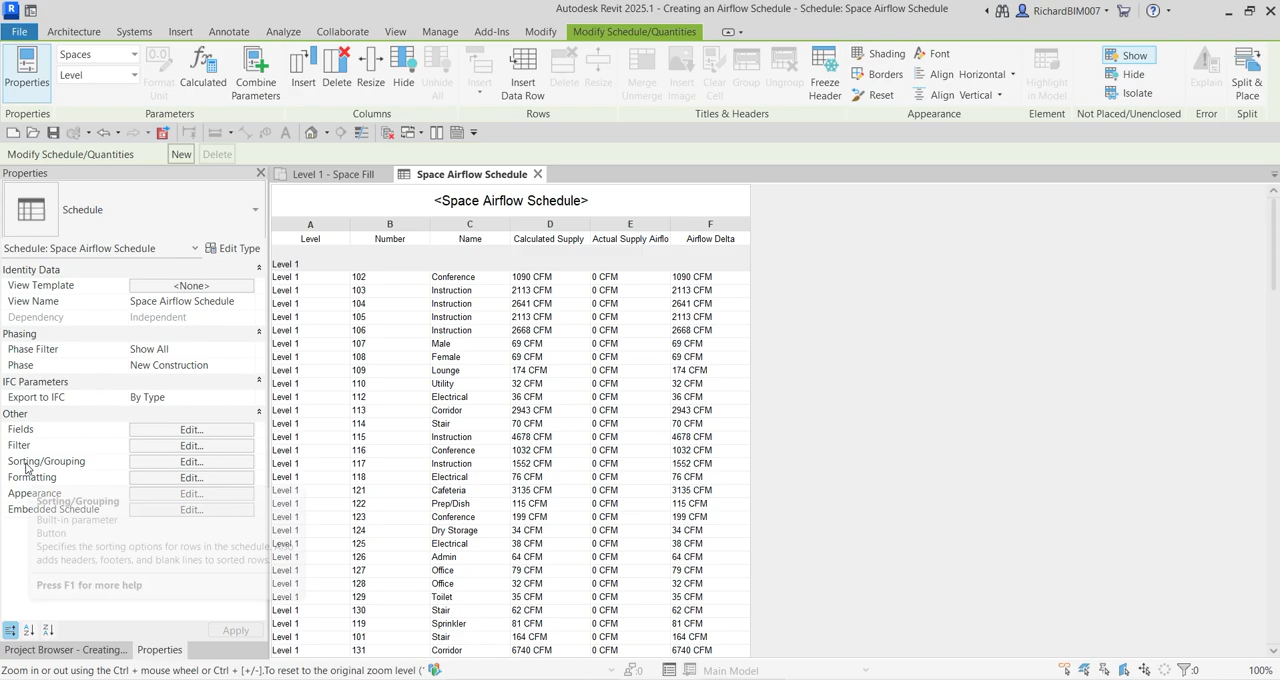 Autodesk Revit 2025.1 - Creating an Airflow Schedule - Schedule: Space Airflow Schedule
RichardBIM007
File Architecture Systems Insert Annotate Analyze Collaborate View Manage Add-Ins Modify Modify Schedule/Quantities
Properties
Spaces
Level
Format Unit
Calculated
Combine Parameters
Insert
Delete
Resize
Hide
Unhide All
Insert
Insert Data Row
Delete
Resize
Merge Unmerge
Insert Image
Clear Cell
Group
Ungroup
Freeze Header
Shading
Borders
Reset
Font
Align Horizontal
Align Vertical
Highlight in Model
Show
Hide
Isolate
Explain
Split & Place
Properties Parameters Columns Rows Titles & Headers Appearance Element Not Placed/Unenclosed Error Split
Modify Schedule/Quantities New Delete
Properties
Schedule
Schedule: Space Airflow Schedule Edit Type
Identity Data
View Template <None>
View Name Space Airflow Schedule
Dependency Independent
Phasing
Phase Filter Show All
Phase New Construction
IFC Parameters
Export to IFC By Type
Other
Fields Edit...
Filter Edit...
Sorting/Grouping Edit...
Formatting Edit...
Appearance Edit...
Embedded Schedule Edit...
Sorting/Grouping
Built-in parameter
Button
Specifies the sorting options for rows in the schedule. Also
adds headers, footers, and blank lines to sorted rows.
Press F1 for more help
Apply
Project Browser - Creating... Properties
Level 1 - Space Fill Space Airflow Schedule
<Space Airflow Schedule>
A B C D E F
Level Number Name Calculated Supply Actual Supply Airflo Airflow Delta
Level 1
Level 1 102 Conference 1090 CFM 0 CFM 1090 CFM
Level 1 103 Instruction 2113 CFM 0 CFM 2113 CFM
Level 1 104 Instruction 2641 CFM 0 CFM 2641 CFM
Level 1 105 Instruction 2113 CFM 0 CFM 2113 CFM
Level 1 106 Instruction 2668 CFM 0 CFM 2668 CFM
Level 1 107 Male 69 CFM 0 CFM 69 CFM
Level 1 108 Female 69 CFM 0 CFM 69 CFM
Level 1 109 Lounge 174 CFM 0 CFM 174 CFM
Level 1 110 Utility 32 CFM 0 CFM 32 CFM
Level 1 112 Electrical 36 CFM 0 CFM 36 CFM
Level 1 113 Corridor 2943 CFM 0 CFM 2943 CFM
Level 1 114 Stair 70 CFM 0 CFM 70 CFM
Level 1 115 Instruction 4678 CFM 0 CFM 4678 CFM
Level 1 116 Conference 1032 CFM 0 CFM 1032 CFM
Level 1 117 Instruction 1552 CFM 0 CFM 1552 CFM
Level 1 118 Electrical 76 CFM 0 CFM 76 CFM
Level 1 121 Cafeteria 3135 CFM 0 CFM 3135 CFM
Level 1 122 Prep/Dish 115 CFM 0 CFM 115 CFM
Level 1 123 Conference 199 CFM 0 CFM 199 CFM
Level 1 124 Dry Storage 34 CFM 0 CFM 34 CFM
Level 1 125 Electrical 38 CFM 0 CFM 38 CFM
Level 1 126 Admin 64 CFM 0 CFM 64 CFM
Level 1 127 Office 79 CFM 0 CFM 79 CFM
Level 1 128 Office 32 CFM 0 CFM 32 CFM
Level 1 129 Toilet 35 CFM 0 CFM 35 CFM
Level 1 130 Stair 62 CFM 0 CFM 62 CFM
Level 1 119 Sprinkler 81 CFM 0 CFM 81 CFM
Level 1 101 Stair 164 CFM 0 CFM 164 CFM
Level 1 131 Corridor 6740 CFM 0 CFM 6740 CFM
Zoom in or out using the Ctrl + mouse wheel or Ctrl + [+/-].To reset to the original zoom level (' :0 Main Model :0 100%